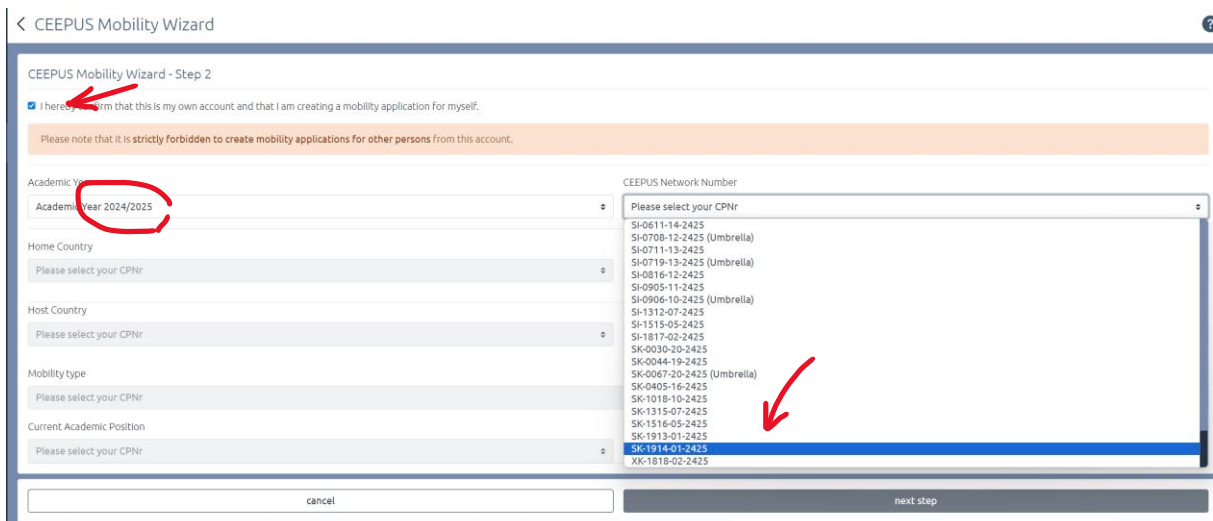 CEEPUS Mobility Wizard
CEEPUS Mobility Wizard - Step 2
I hereby confirm that this is my own account and that I am creating a mobility application for myself.
Please note that it is strictly forbidden to create mobility applications for other persons from this account.
Academic Year
Academic Year 2024/2025
CEEPUS Network Number
Please select your CPNr
SI-0611-14-2425
SI-0708-12-2425 (Umbrella)
SI-0711-13-2425
SI-0719-13-2425 (Umbrella)
SI-0816-12-2425
SI-0905-11-2425
SI-0906-10-2425 (Umbrella)
SI-1312-07-2425
SI-1515-05-2425
SI-1817-02-2425
SK-0030-20-2425
SK-0044-19-2425
SK-0067-20-2425 (Umbrella)
SK-0405-16-2425
SK-1018-10-2425
SK-1315-07-2425
SK-1516-05-2425
SK-1913-01-2425
SK-1914-01-2425
XK-1818-02-2425
Home Country
Please select your CPNr
Host Country
Please select your CPNr
Mobility type
Please select your CPNr
Current Academic Position
Please select your CPNr
cancel
next step